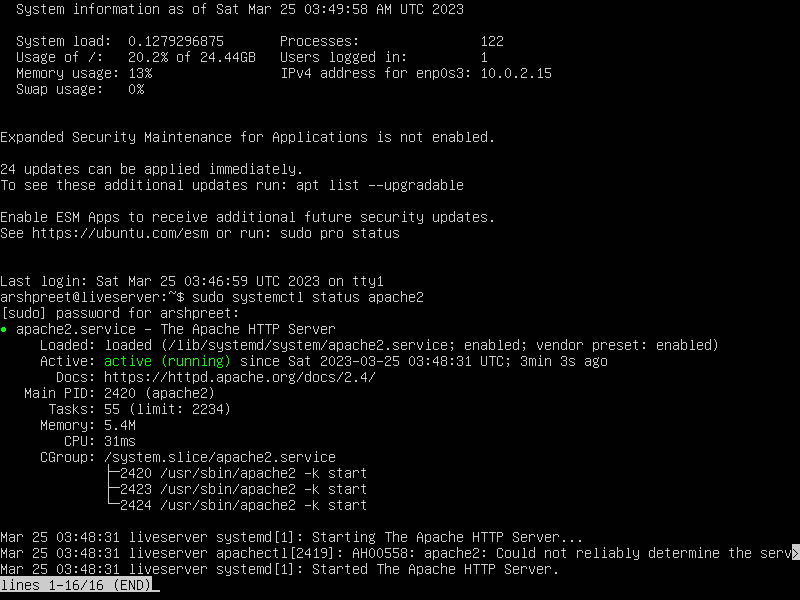 System information as of Sat Mar 25 03:49:58 AM UTC 2023
System load:  0.1279296875       Processes:               122
Usage of /:   20.2% of 24.44GB   Users logged in:         1
Memory usage: 13%                IPv4 address for enp0s3: 10.0.2.15
Swap usage:   0%
Expanded Security Maintenance for Applications is not enabled.
24 updates can be applied immediately.
To see these additional updates run: apt list --upgradable
Enable ESM Apps to receive additional future security updates.
See https://ubuntu.com/esm or run: sudo pro status
Last login: Sat Mar 25 03:46:59 UTC 2023 on tty1
arshpreet@liveserver:~$ sudo systemctl status apache2
[sudo] password for arshpreet:
● apache2.service - The Apache HTTP Server
Loaded: loaded (/lib/systemd/system/apache2.service; enabled; vendor preset: enabled)
Active: active (running) since Sat 2023-03-25 03:48:31 UTC; 3min 3s ago
Docs: https://httpd.apache.org/docs/2.4/
Main PID: 2420 (apache2)
Tasks: 55 (limit: 2234)
Memory: 5.4M
CPU: 31ms
CGroup: /system.slice/apache2.service
├─2420 /usr/sbin/apache2 -k start
├─2423 /usr/sbin/apache2 -k start
└─2424 /usr/sbin/apache2 -k start
Mar 25 03:48:31 liveserver systemd[1]: Starting The Apache HTTP Server...
Mar 25 03:48:31 liveserver apachectl[2419]: AH00558: apache2: Could not reliably determine the serv>
Mar 25 03:48:31 liveserver systemd[1]: Started The Apache HTTP Server.
lines 1-16/16 (END)